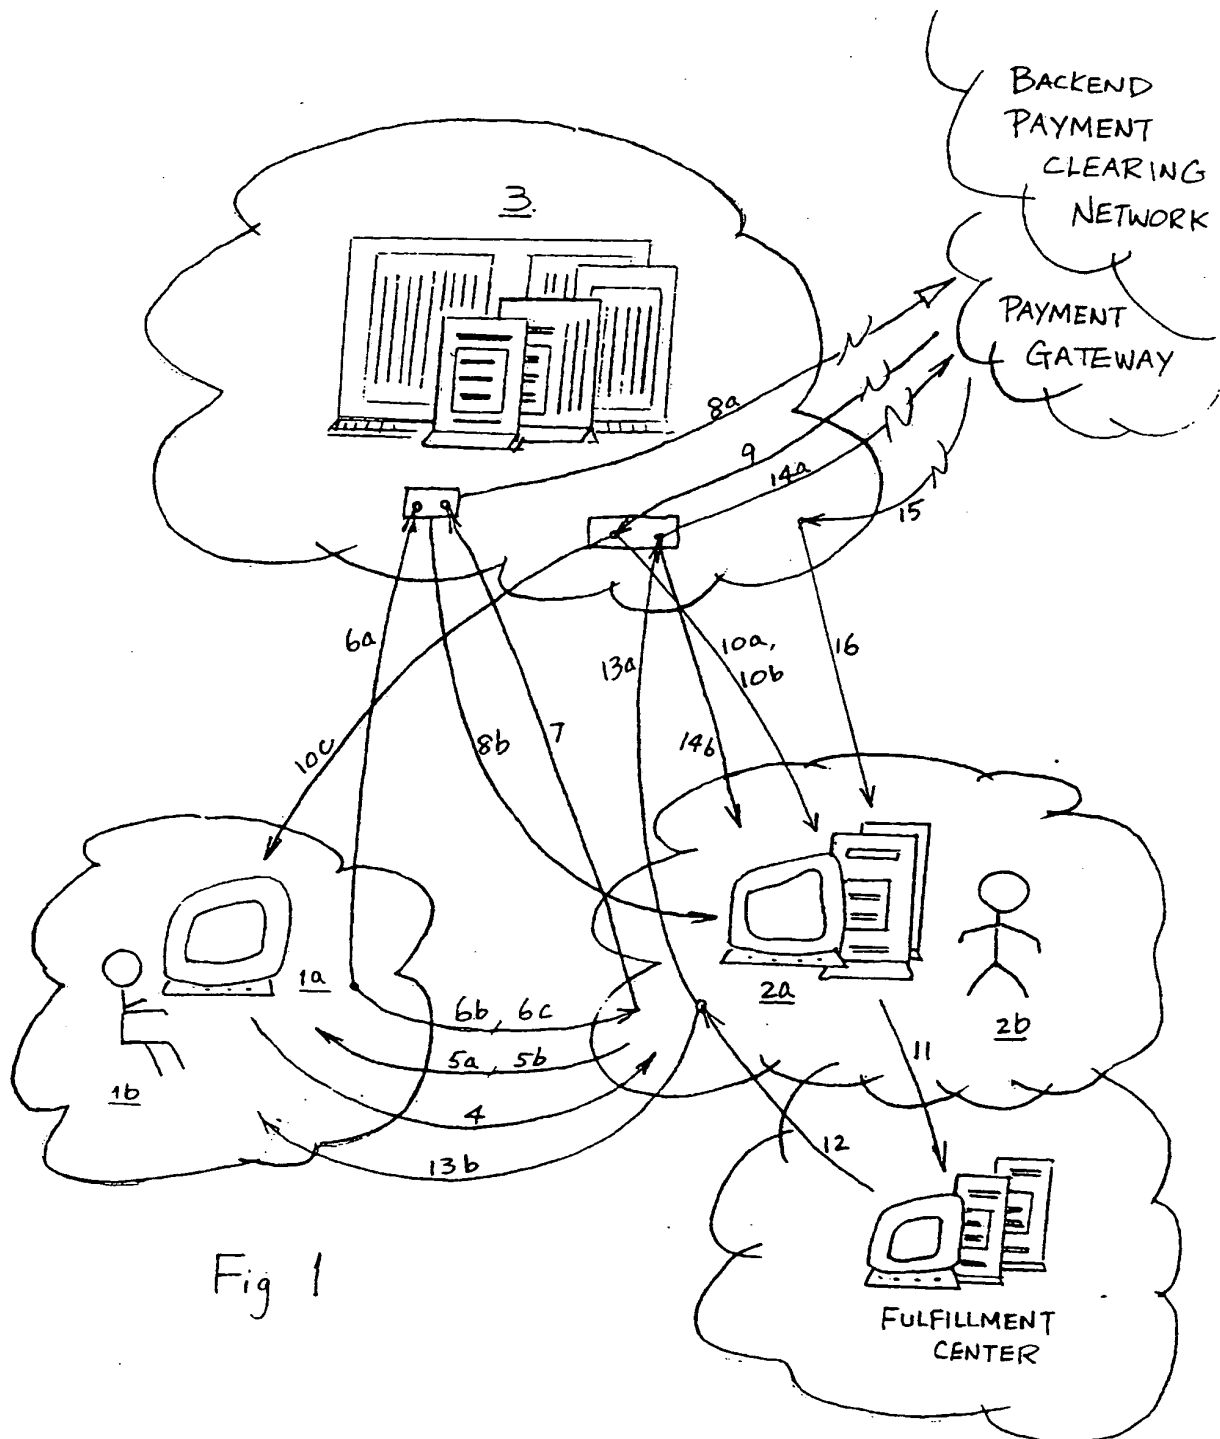 BACKEND
PAYMENT
CLEARING
NETWORK
3
PAYMENT
GATEWAY
8a
9
14a
15
6a
10a,
10b
13a
16
7
8b
14b
10c
1a
2a
6b, 6c
2b
5a, 5b
11
1b
4
12
13b
Fig 1
FULFILLMENT
CENTER